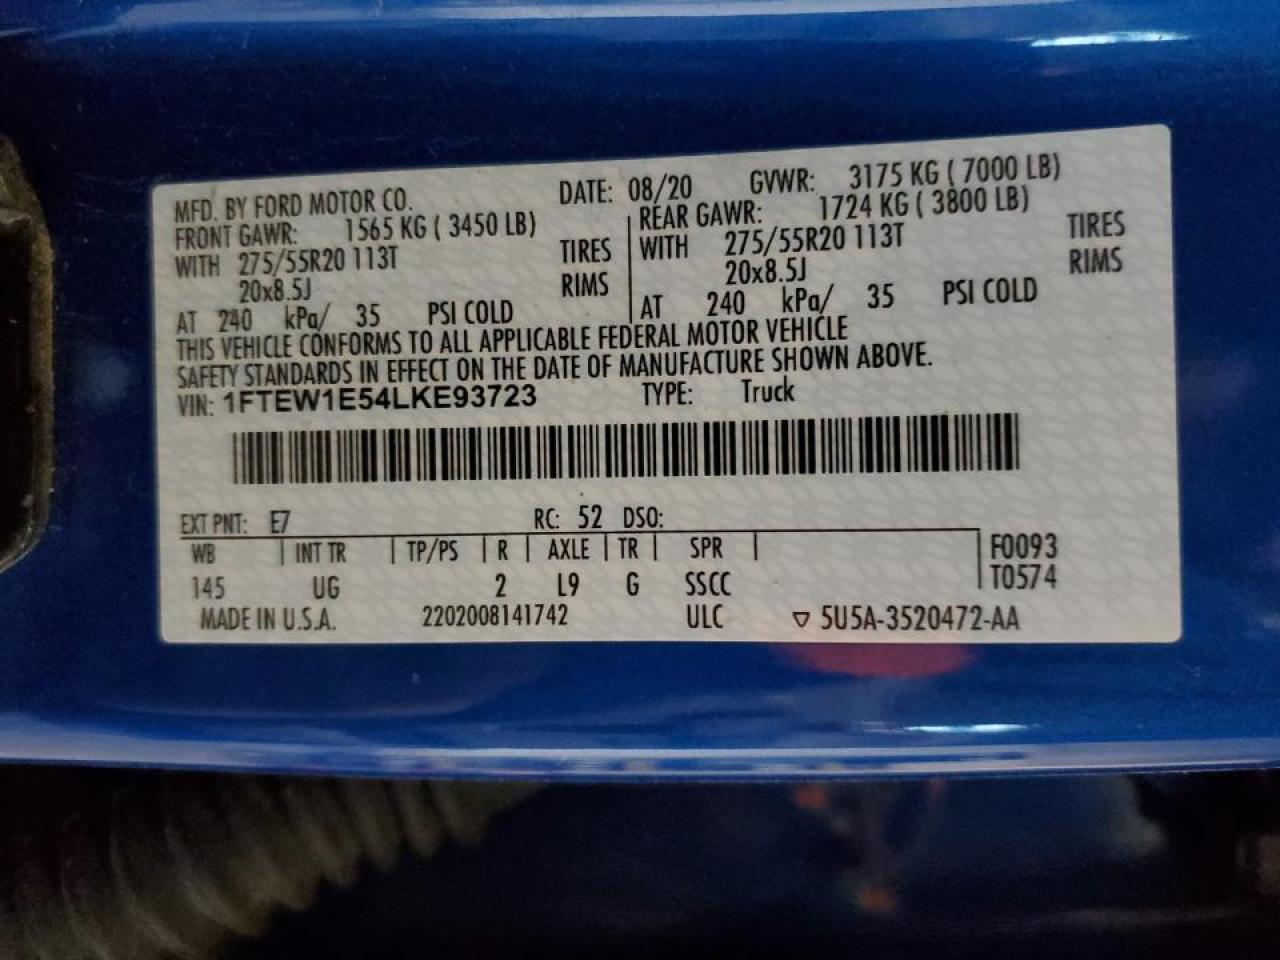 MFD. BY FORD MOTOR CO. DATE: 08/20 GVWR: 3175 KG ( 7000 LB)
FRONT GAWR: 1565 KG ( 3450 LB) REAR GAWR: 1724 KG ( 3800 LB)
WITH 275/55R20 113T TIRES WITH 275/55R20 113T TIRES
20x8.5J RIMS 20x8.5J RIMS
AT 240 kPa/ 35 PSI COLD AT 240 kPa/ 35 PSI COLD
THIS VEHICLE CONFORMS TO ALL APPLICABLE FEDERAL MOTOR VEHICLE
SAFETY STANDARDS IN EFFECT ON THE DATE OF MANUFACTURE SHOWN ABOVE.
VIN: 1FTEW1E54LKE93723 TYPE: Truck
EXT PNT: E7 RC: 52 DSO:
WB INT TR TP/PS R AXLE TR SPR F0093
145 UG 2 L9 G SSCC T0574
MADE IN U.S.A. 2202008141742 ULC ▽ 5U5A-3520472-AA